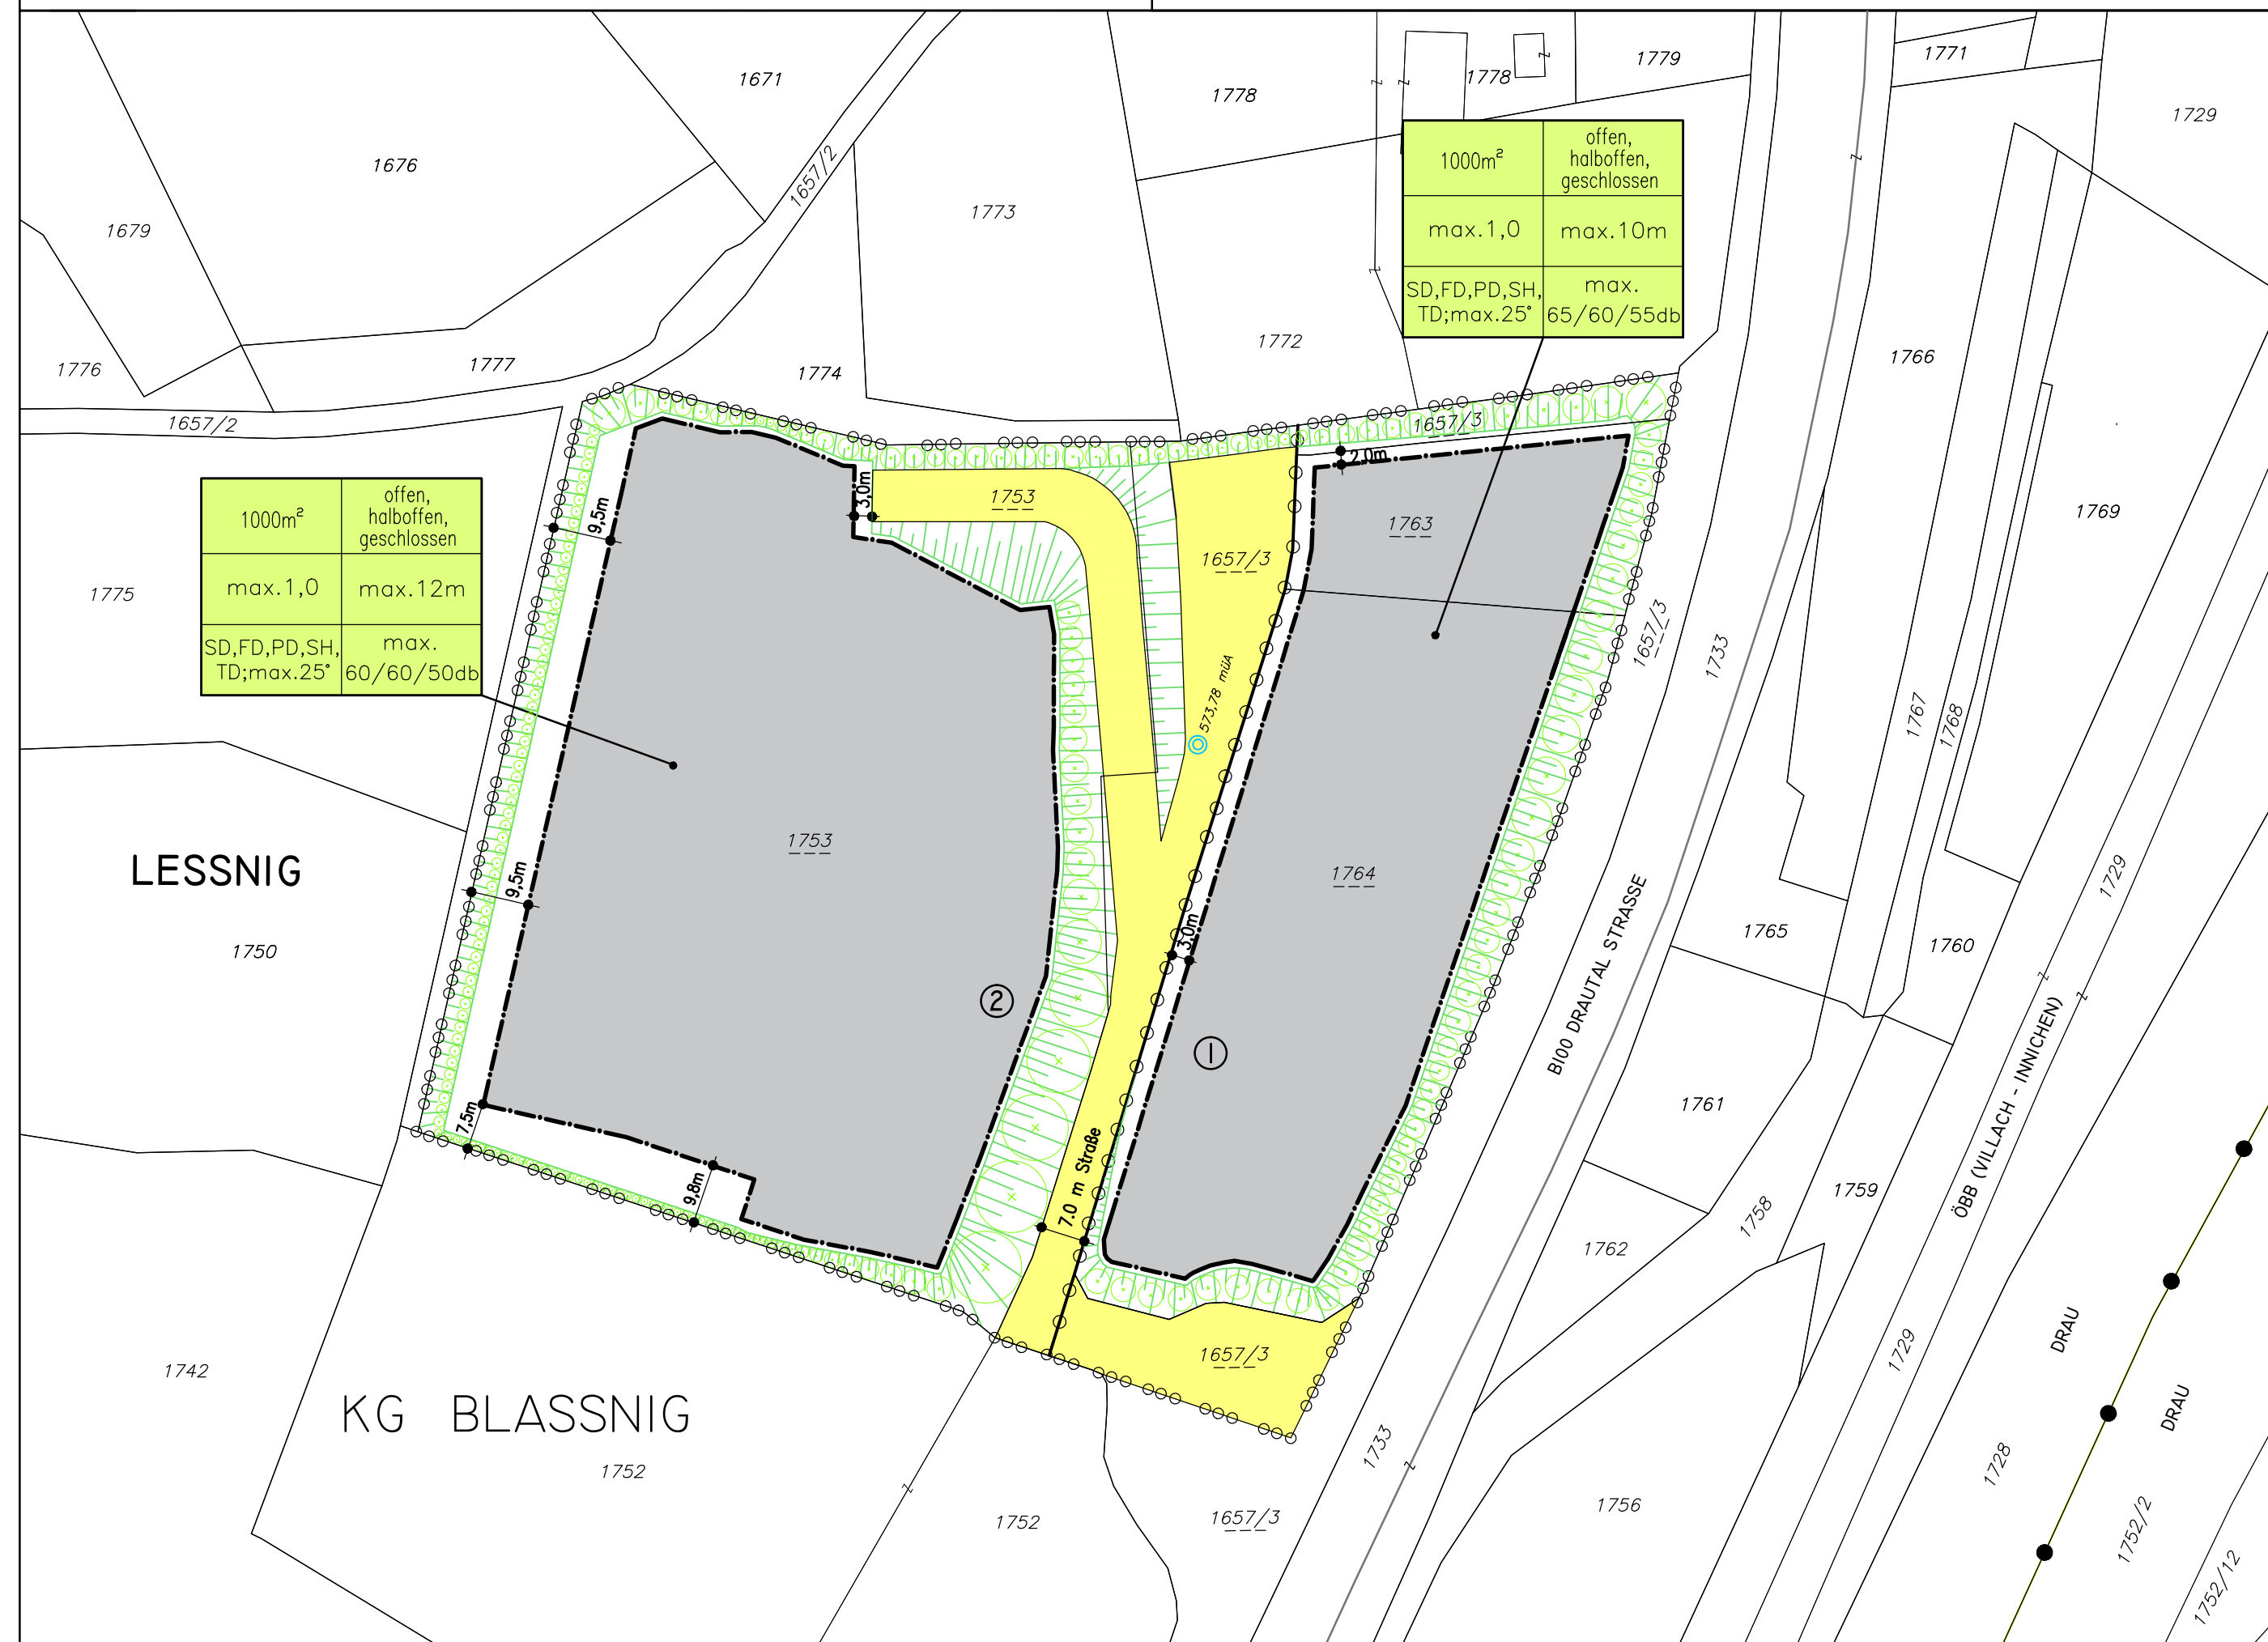 1671
1778
1778
1779
1771
1729
1676
1657/2
1773
1679
1000m²
offen,
halboffen,
geschlossen
max.1,0
max.10m
SD,FD,PD,SH,
TD;max.25°
max.
65/60/55db
1776
1777
1774
1772
1766
1657/2
1657/3
2,0m
1000m²
offen,
halboffen,
geschlossen
max.1,0
max.12m
SD,FD,PD,SH,
TD;max.25°
max.
60/60/50db
9,5m
3,0m
1753
1763
1769
1657/3
1775
1657/3
1733
573,78 müA
1767
1768
1753
LESSNIG
9,5m
1764
1729
1750
3,0m
B100 DRAUTAL STRASSE
1765
1760
2
1
ÖBB (VILLACH - INNICHEN)
7,5m
1761
7.0 m Straße
9,8m
1759
1758
1762
DRAU
1729
1657/3
1742
DRAU
KG BLASSNIG
1733
1752
1728
1752
1657/3
1756
1752/2
1752/12